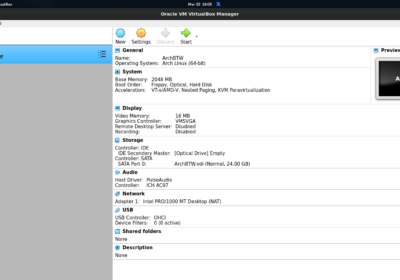 Mar 16 16:05
Oracle VM VirtualBox Manager
New Settings Discard Start
General
Preview
Name: ArchBTW
Operating System: Arch Linux (64-bit)
System
Base Memory: 2048 MB
Boot Order: Floppy, Optical, Hard Disk
Acceleration: VT-x/AMD-V, Nested Paging, KVM Paravirtualization
Display
Video Memory: 16 MB
Graphics Controller: VMSVGA
Remote Desktop Server: Disabled
Recording: Disabled
Storage
Controller: IDE
IDE Secondary Master: [Optical Drive] Empty
Controller: SATA
SATA Port 0: ArchBTW.vdi (Normal, 24.00 GB)
Audio
Host Driver: PulseAudio
Controller: ICH AC97
Network
Adapter 1: Intel PRO/1000 MT Desktop (NAT)
USB
USB Controller: OHCI
Device Filters: 0 (0 active)
Shared folders
None
Description
None